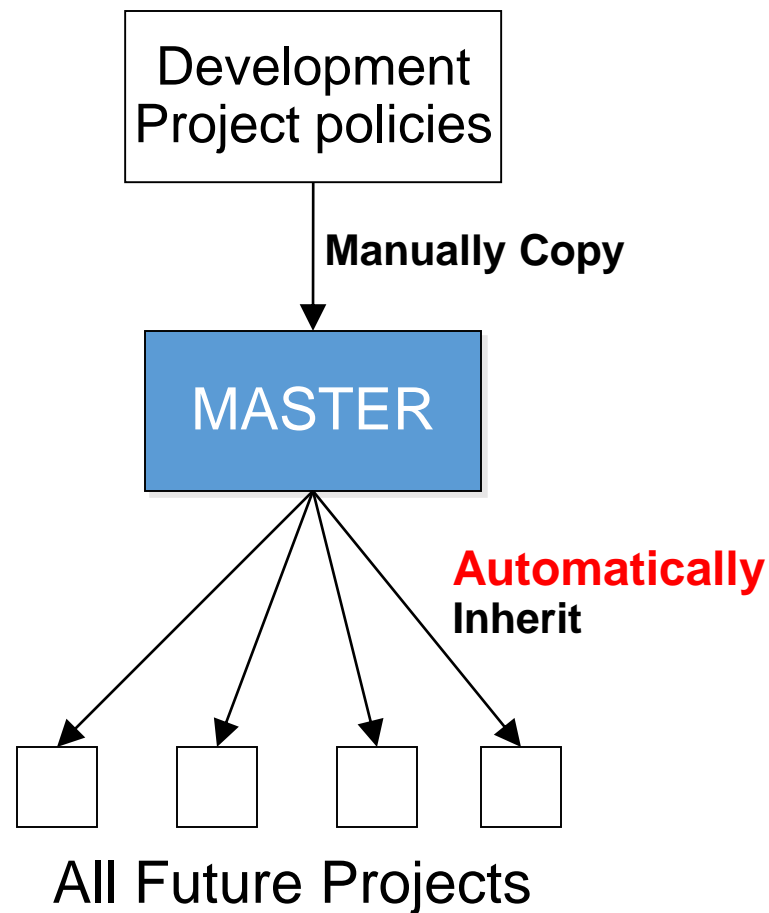 Development
Project policies
Manually Copy
MASTER
Automatically
Inherit
All Future Projects